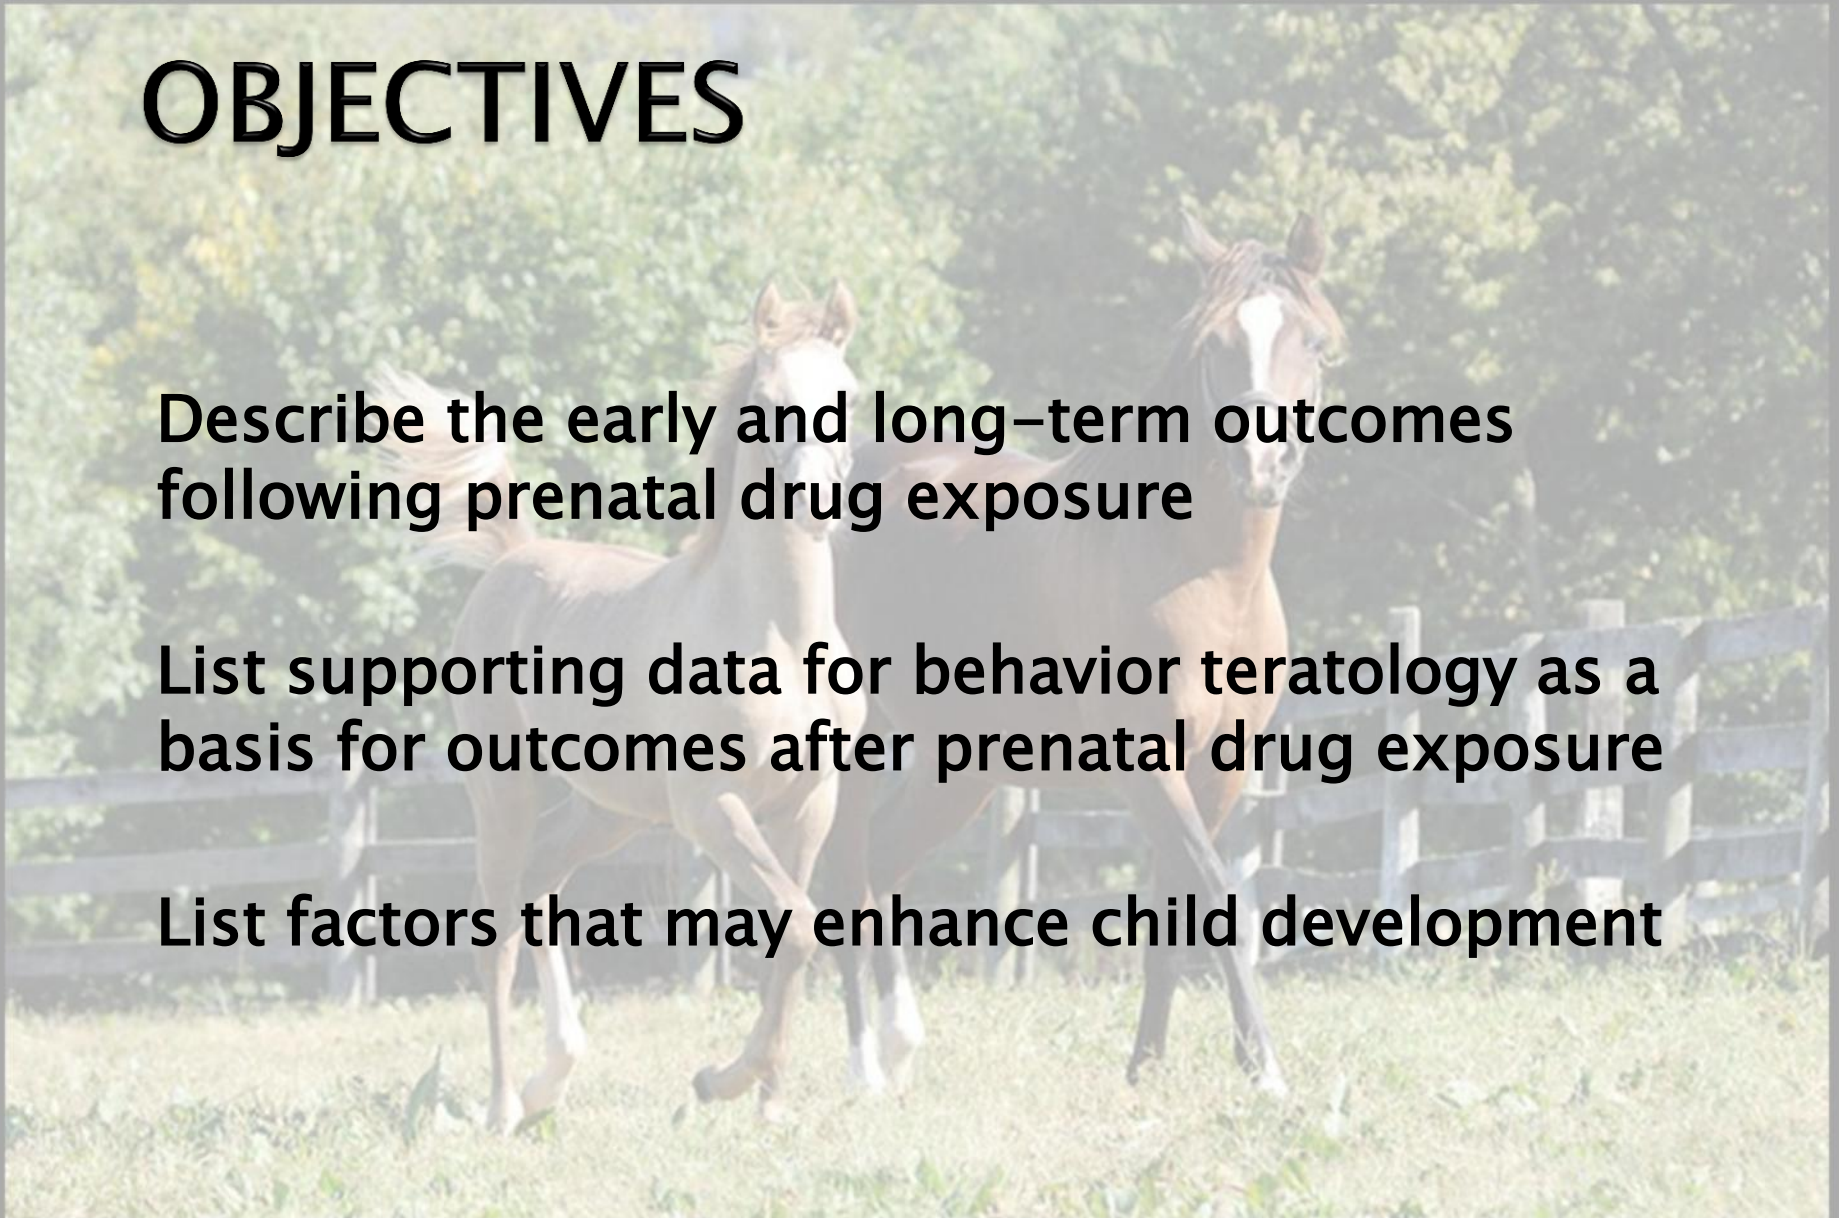 OBJECTIVES
Describe the early and long-term outcomes
following prenatal drug exposure
List supporting data for behavior teratology as a
basis for outcomes after prenatal drug exposure
List factors that may enhance child development